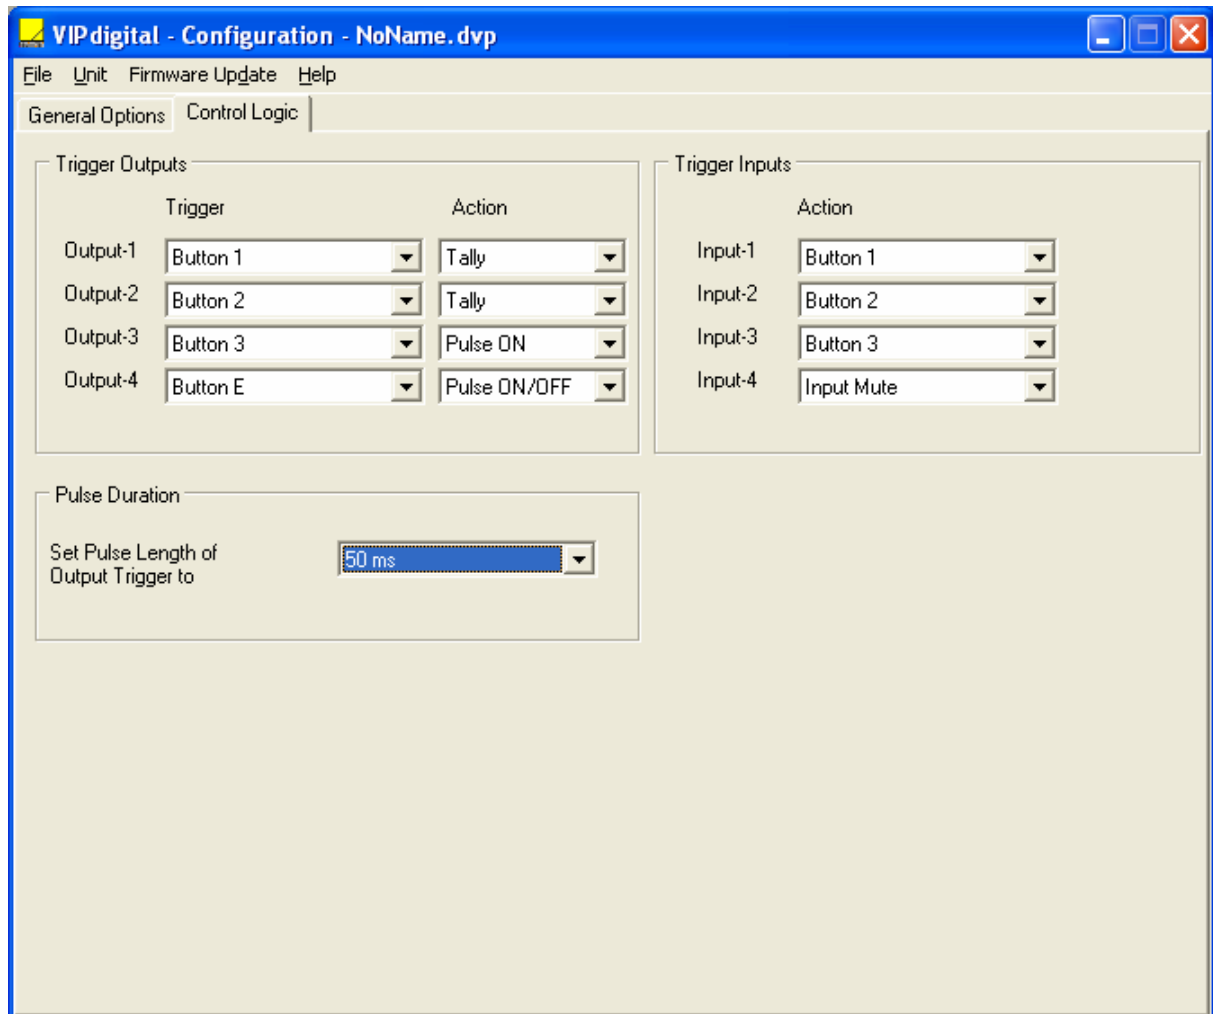 VIPdigital - Configuration - NoName.dvp
File Unit Firmware Update Help
General Options Control Logic
Trigger Outputs
Trigger Action
Output-1 Button 1 Tally
Output-2 Button 2 Tally
Output-3 Button 3 Pulse ON
Output-4 Button E Pulse ON/OFF
Trigger Inputs
Action
Input-1 Button 1
Input-2 Button 2
Input-3 Button 3
Input-4 Input Mute
Pulse Duration
Set Pulse Length of
Output Trigger to
50 ms